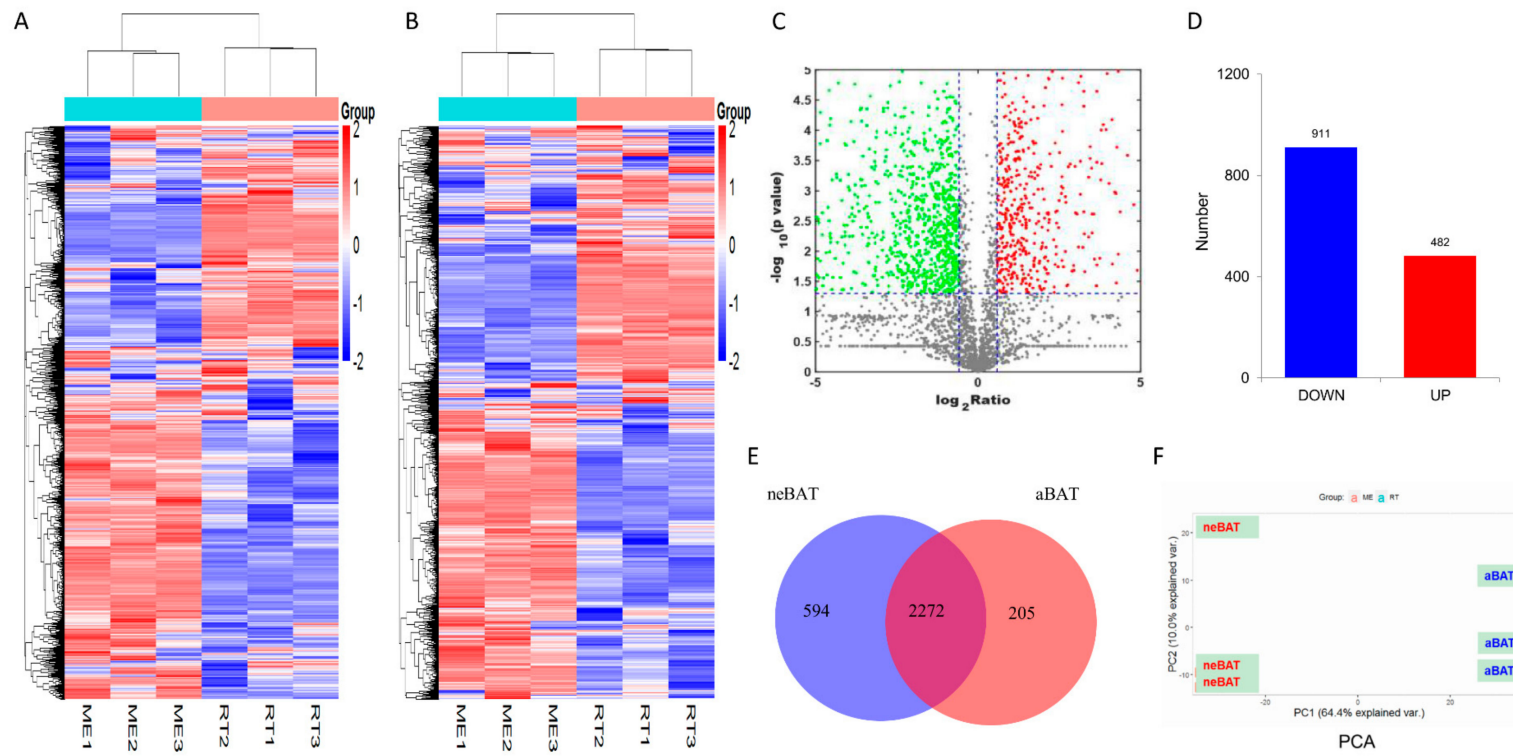 A
Group
2
1
0
-1
-2
ME1
ME2
ME3
RT2
RT1
RT3
B
Group
2
1
0
-1
-2
ME1
ME2
ME3
RT2
RT1
RT3
C
5
4.5
4
3.5
3
2.5
2
1.5
1
0.5
0
-log 10(p value)
-5 0 5
log 2Ratio
D
1200
800
400
0
Number
911
482
DOWN UP
E
neBAT aBAT
594 2272 205
F
Group: a ME a RT
20
10
0
-10
PC2 (10.0% explained var.)
neBAT
aBAT
aBAT
neBAT
aBAT
neBAT
-20 0 20
PC1 (64.4% explained var.)
PCA